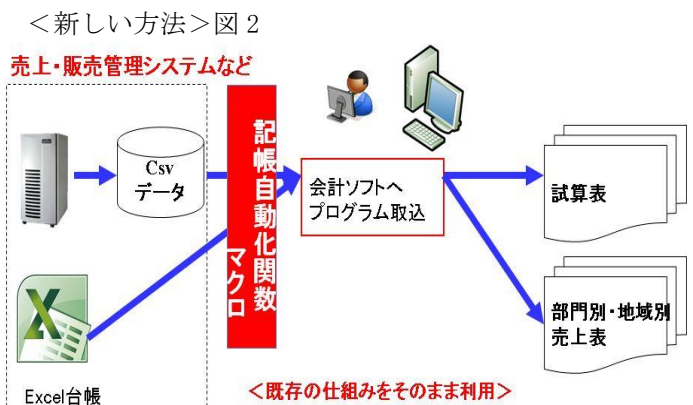 ＜新しい方法＞図２
売上・販売管理システムなど
Csv
データ
記帳自動化関数
マクロ
会計ソフトへ
プログラム取込
試算表
部門別・地域別
売上表
Excel台帳
＜既存の仕組みをそのまま利用＞